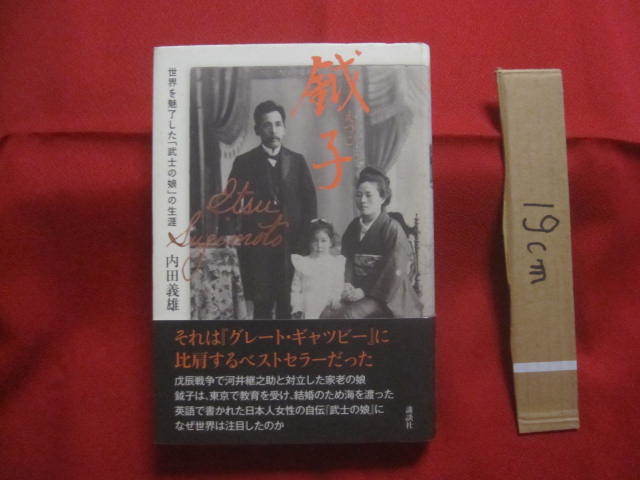 鉞子
世界を魅了した「武士の娘」の生涯
Etsu
Sugimoto
内田義雄
それは『グレート・ギャツビー』に
比肩するベストセラーだった
戊辰戦争で河井継之助と対立した家老の娘
鉞子は、東京で教育を受け、結婚のため海を渡った
英語で書かれた日本人女性の自伝『武士の娘』に
なぜ世界は注目したのか
講談社
19cm